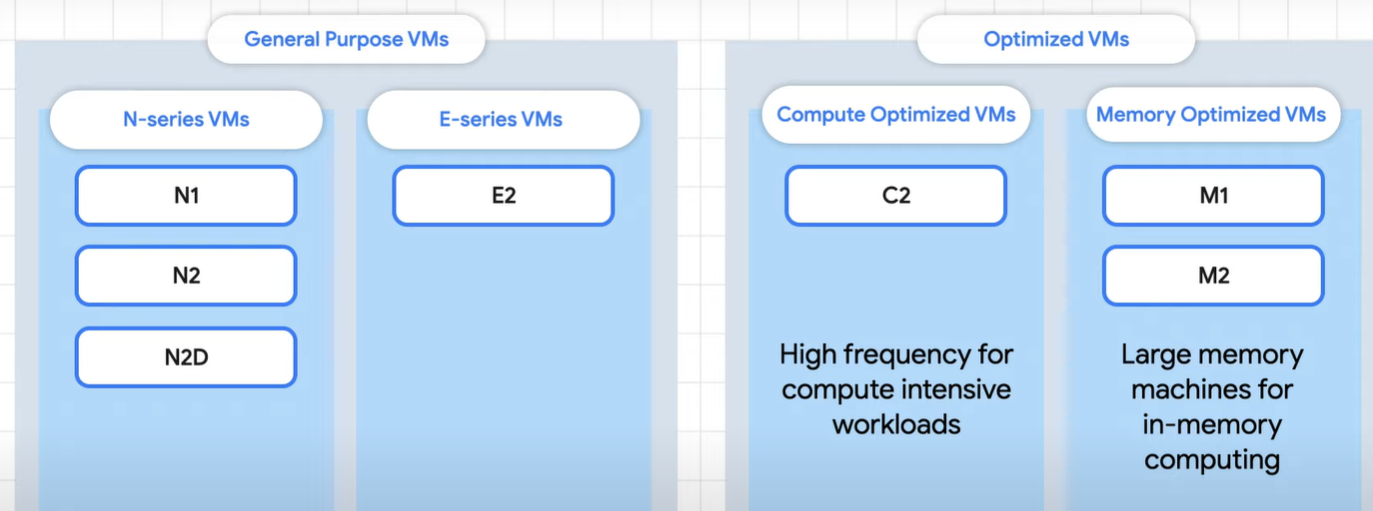 General Purpose VMs
N-series VMs
N1
N2
N2D
E-series VMs
E2
Optimized VMs
Compute Optimized VMs
C2
High frequency for
compute intensive
workloads
Memory Optimized VMs
M1
M2
Large memory
machines for
in-memory
computing